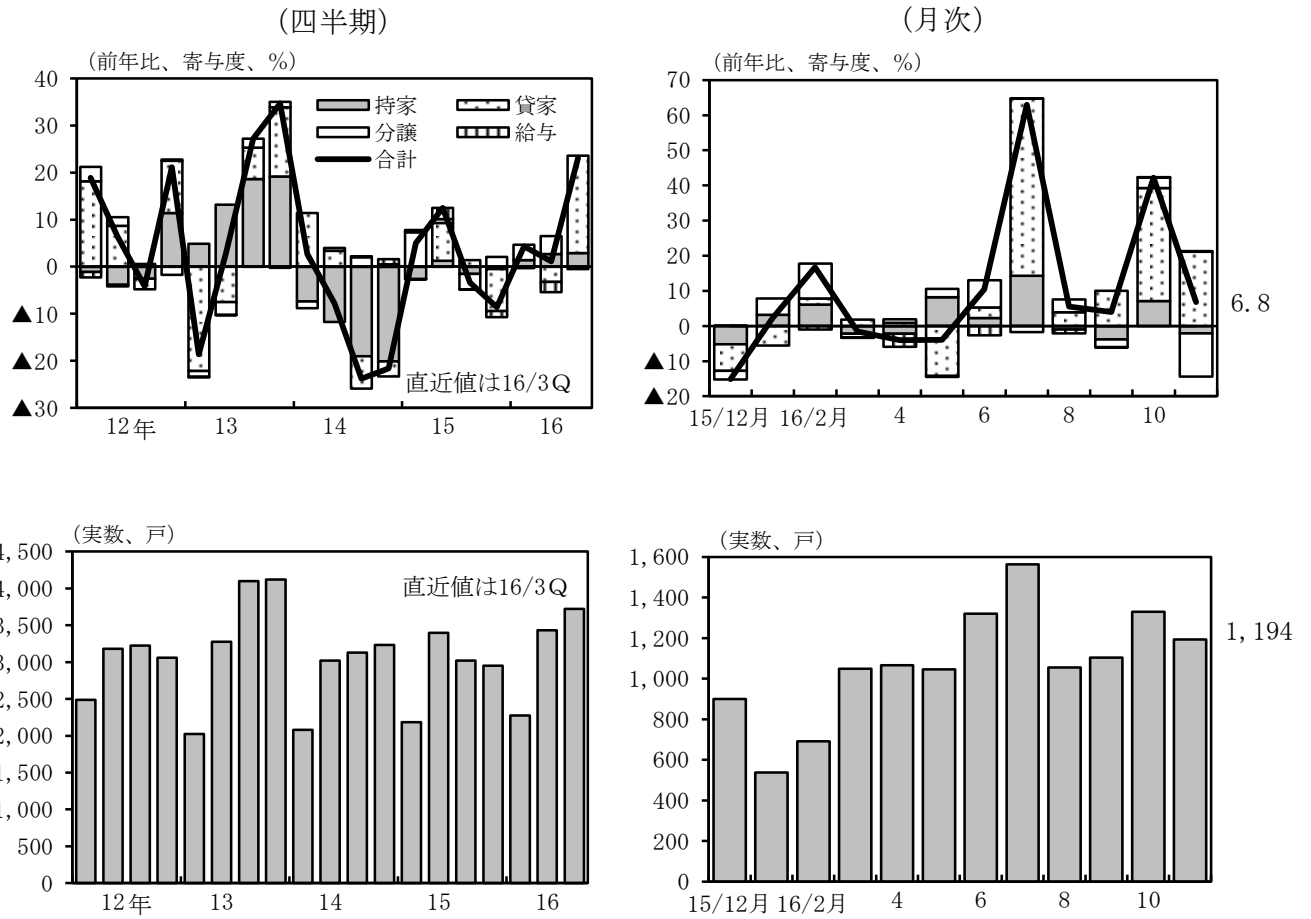 (四半期)
(前年比、寄与度、%)
40
30
20
10
0
▲10
▲20
▲30
持家
貸家
分譲
給与
合計
直近値は16/3Q
12年
13
14
15
16
(月次)
(前年比、寄与度、%)
70
60
50
40
30
20
10
0
▲10
▲20
6.8
15/12月
16/2月
4
6
8
10
(実数、戸)
4,500
4,000
3,500
3,000
2,500
2,000
1,500
1,000
500
0
直近値は16/3Q
12年
13
14
15
16
(実数、戸)
1,600
1,400
1,200
1,000
800
600
400
200
0
1,194
15/12月
16/2月
4
6
8
10